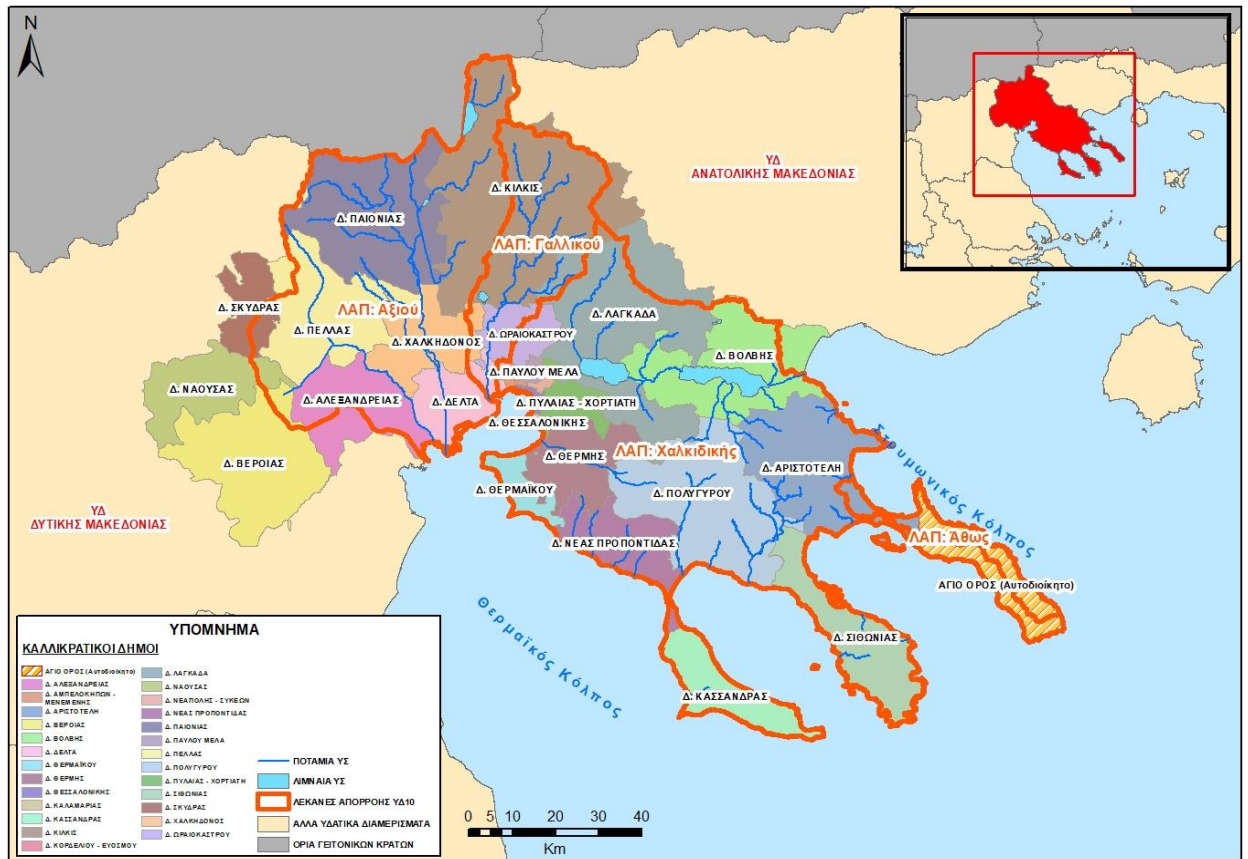 N
ΥΔ
ΑΝΑΤΟΛΙΚΗΣ ΜΑΚΕΔΟΝΙΑΣ
Δ. ΚΙΛΚΙΣ
Δ. ΠΑΙΟΝΙΑΣ
ΛΑΠ: Γαλλικού
Δ. ΣΚΥΔΡΑΣ
ΛΑΠ: Αξιού
Δ. ΛΑΓΚΑΔΑ
Δ. ΠΕΛΛΑΣ
Δ. ΧΑΛΚΗΔΟΝΟΣ
Δ. ΩΡΑΙΟΚΑΣΤΡΟΥ
Δ. ΒΟΛΒΗΣ
Δ. ΠΑΥΛΟΥ ΜΕΛΑ
Δ. ΝΑΟΥΣΑΣ
Δ. ΑΛΕΞΑΝΔΡΕΙΑΣ
Δ. ΔΕΛΤΑ
Δ. ΠΥΛΑΙΑΣ - ΧΟΡΤΙΑΤΗ
Δ. ΘΕΣΣΑΛΟΝΙΚΗΣ
ΛΑΠ: Χαλκιδικής
Δ. ΒΕΡΟΙΑΣ
Δ. ΘΕΡΜΗΣ
Δ. ΑΡΙΣΤΟΤΕΛΗ
Στρυμωνικός Κόλπος
Δ. ΘΕΡΜΑΙΚΟΥ
Δ. ΠΟΛΥΓΥΡΟΥ
ΥΔ
ΔΥΤΙΚΗΣ ΜΑΚΕΔΟΝΙΑΣ
Δ. ΝΕΑΣ ΠΡΟΠΟΝΤΙΔΑΣ
ΛΑΠ: Άθως
ΑΓΙΟ ΟΡΟΣ (Αυτοδιοίκητο)
Θερμαϊκός Κόλπος
Δ. ΣΙΘΩΝΙΑΣ
Δ. ΚΑΣΣΑΝΔΡΑΣ
ΥΠΟΜΝΗΜΑ
ΚΑΛΛΙΚΡΑΤΙΚΟΙ ΔΗΜΟΙ
ΑΓΙΟ ΟΡΟΣ (Αυτοδιοίκητο)
Δ. ΑΛΕΞΑΝΔΡΕΙΑΣ
Δ. ΑΜΠΕΛΟΚΗΠΩΝ -
ΜΕΝΕΜΕΝΗΣ
Δ. ΑΡΙΣΤΟΤΕΛΗ
Δ. ΒΕΡΟΙΑΣ
Δ. ΒΟΛΒΗΣ
Δ. ΔΕΛΤΑ
Δ. ΘΕΡΜΑΙΚΟΥ
Δ. ΘΕΡΜΗΣ
Δ. ΘΕΣΣΑΛΟΝΙΚΗΣ
Δ. ΚΑΛΑΜΑΡΙΑΣ
Δ. ΚΑΣΣΑΝΔΡΑΣ
Δ. ΚΙΛΚΙΣ
Δ. ΚΟΡΔΕΛΙΟΥ - ΕΥΟΣΜΟΥ
Δ. ΛΑΓΚΑΔΑ
Δ. ΝΑΟΥΣΑΣ
Δ. ΝΕΑΠΟΛΗΣ - ΣΥΚΕΩΝ
Δ. ΝΕΑΣ ΠΡΟΠΟΝΤΙΔΑΣ
Δ. ΠΑΙΟΝΙΑΣ
Δ. ΠΑΥΛΟΥ ΜΕΛΑ
Δ. ΠΕΛΛΑΣ
Δ. ΠΟΛΥΓΥΡΟΥ
Δ. ΠΥΛΑΙΑΣ - ΧΟΡΤΙΑΤΗ
Δ. ΣΙΘΩΝΙΑΣ
Δ. ΣΚΥΔΡΑΣ
Δ. ΧΑΛΚΗΔΟΝΟΣ
Δ. ΩΡΑΙΟΚΑΣΤΡΟΥ
ΠΟΤΑΜΙΑ ΥΣ
ΛΙΜΝΑΙΑ ΥΣ
ΛΕΚΑΝΕΣ ΑΠΟΡΡΟΗΣ ΥΔ10
ΑΛΛΑ ΥΔΑΤΙΚΑ ΔΙΑΜΕΡΙΣΜΑΤΑ
ΟΡΙΑ ΓΕΙΤΟΝΙΚΩΝ ΚΡΑΤΩΝ
0 5 10 20 30 40
Km